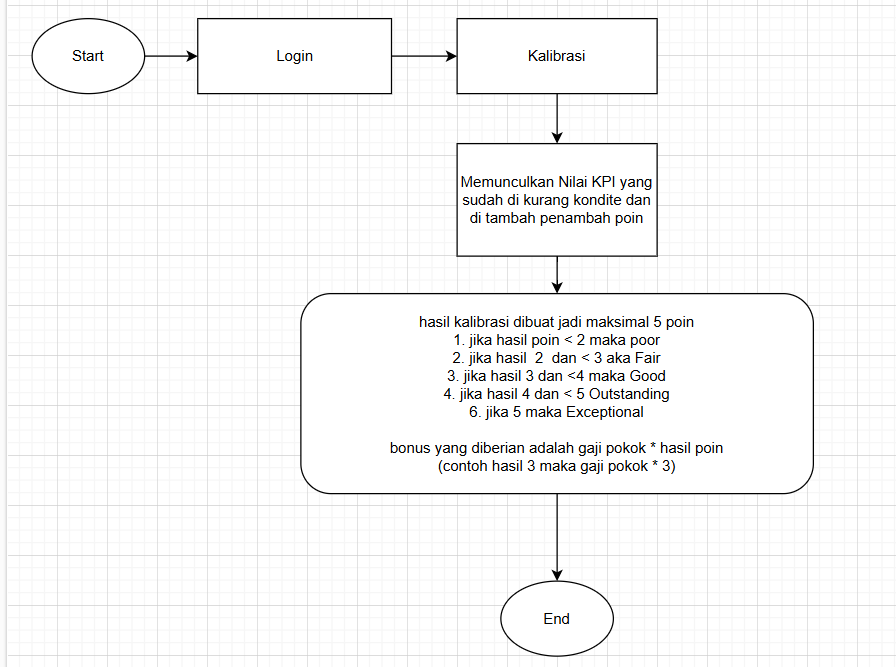 Start
Login
Kalibrasi
Memunculkan Nilai KPI yang
sudah di kurang kondite dan
di tambah penambah poin
hasil kalibrasi dibuat jadi maksimal 5 poin
1. jika hasil poin < 2 maka poor
2. jika hasil  2  dan < 3 aka Fair
3. jika hasil 3 dan <4 maka Good
4. jika hasil 4 dan < 5 Outstanding
6. jika 5 maka Exceptional
bonus yang diberian adalah gaji pokok * hasil poin
(contoh hasil 3 maka gaji pokok * 3)
End